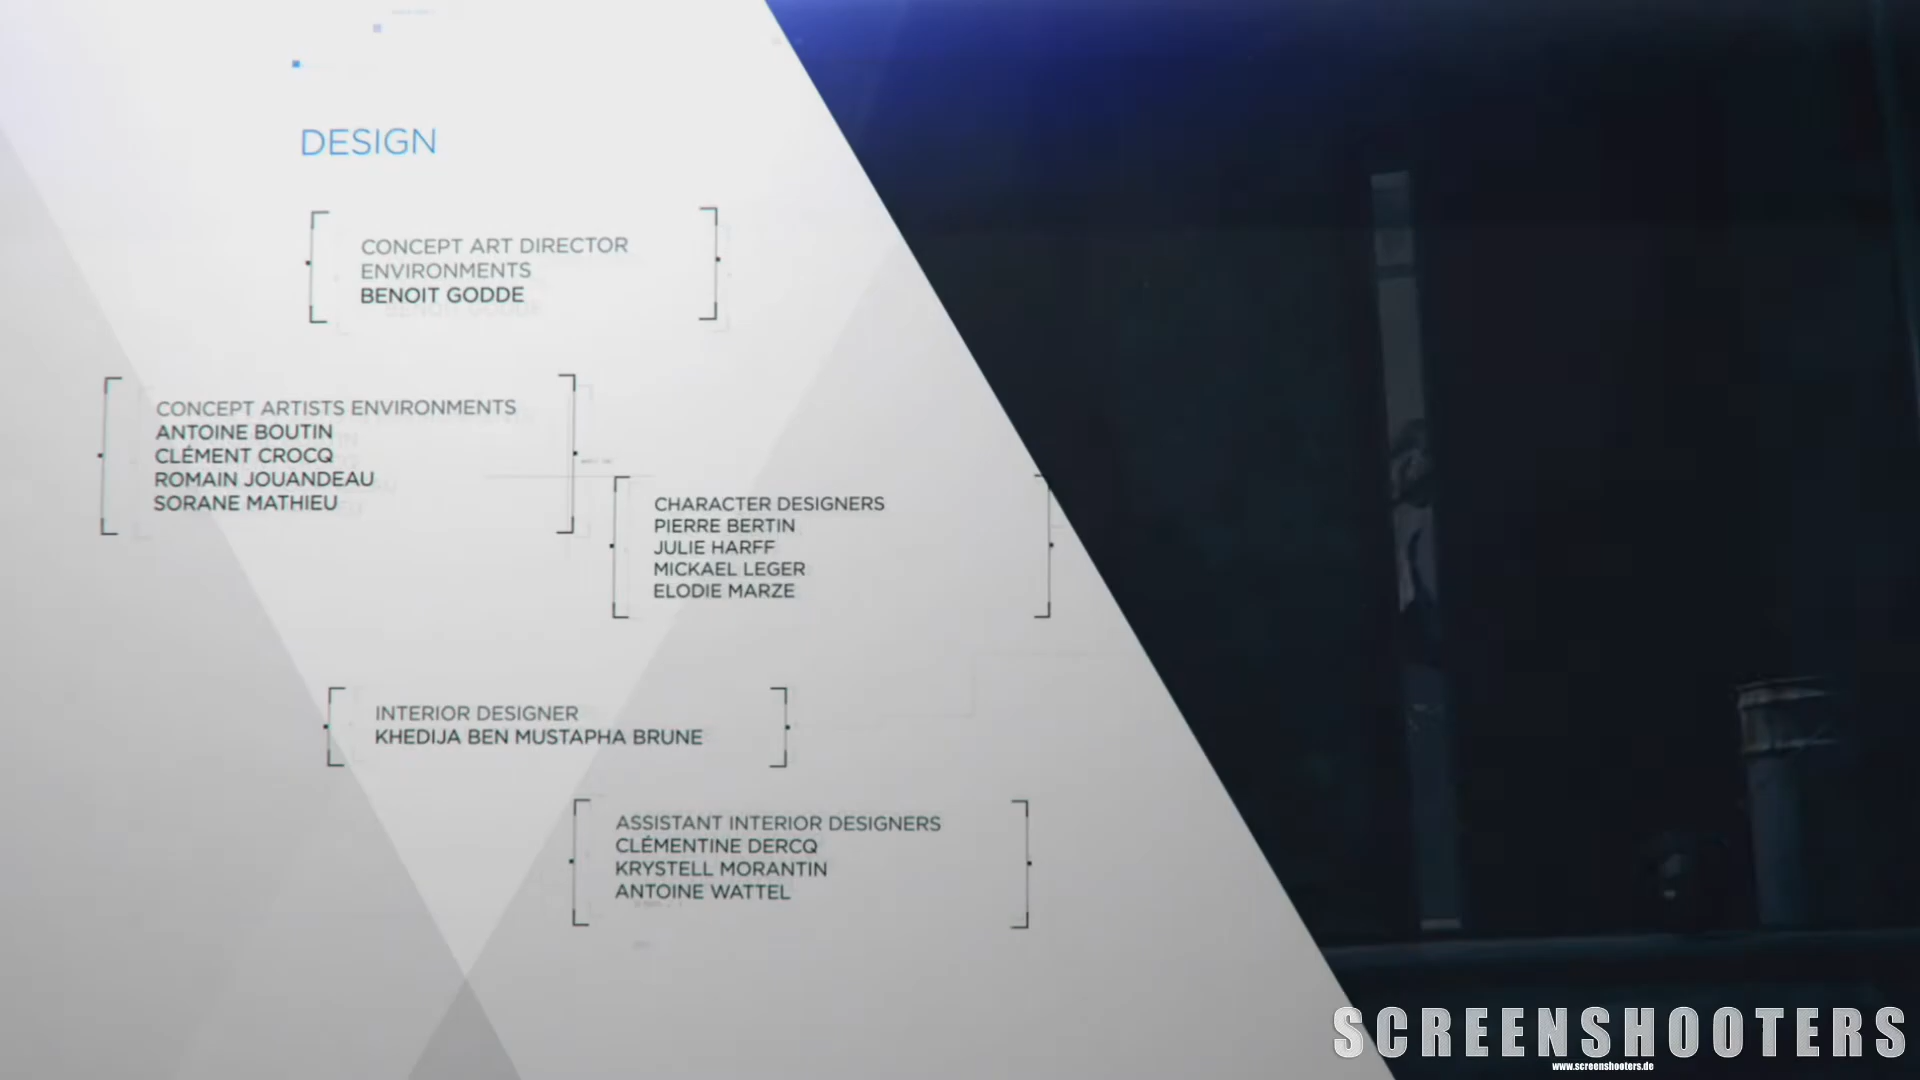 DESIGN
CONCEPT ART DIRECTOR
ENVIRONMENTS
BENOIT GODDE
CONCEPT ARTISTS ENVIRONMENTS
ANTOINE BOUTIN
CLÉMENT CROCQ
ROMAIN JOUANDEAU
SORANE MATHIEU
CHARACTER DESIGNERS
PIERRE BERTIN
JULIE HARFF
MICKAEL LEGER
ELODIE MARZE
INTERIOR DESIGNER
KHEDIJA BEN MUSTAPHA BRUNE
ASSISTANT INTERIOR DESIGNERS
CLÉMENTINE DERCQ
KRYSTELL MORANTIN
ANTOINE WATTEL
SCREENSHOOTERS
www.screenshooters.de